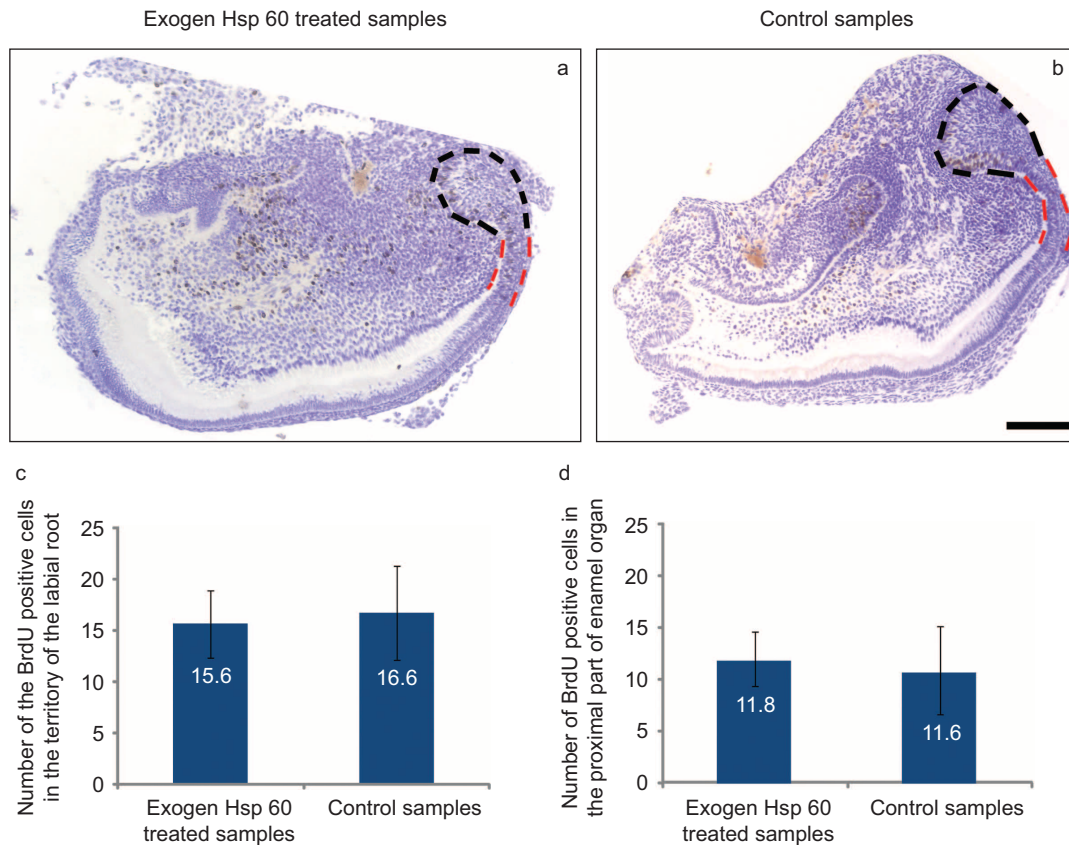 Exogen Hsp 60 treated samples
Control samples
a
b
c
Number of the BrdU positive cells
in the territory of the labial root
25
20
15
10
5
0
15.6
16.6
Exogen Hsp 60
treated samples
Control samples
d
Number of BrdU positive cells in
the proximal part of enamel organ
25
20
15
10
5
0
11.8
11.6
Exogen Hsp 60
treated samples
Control samples